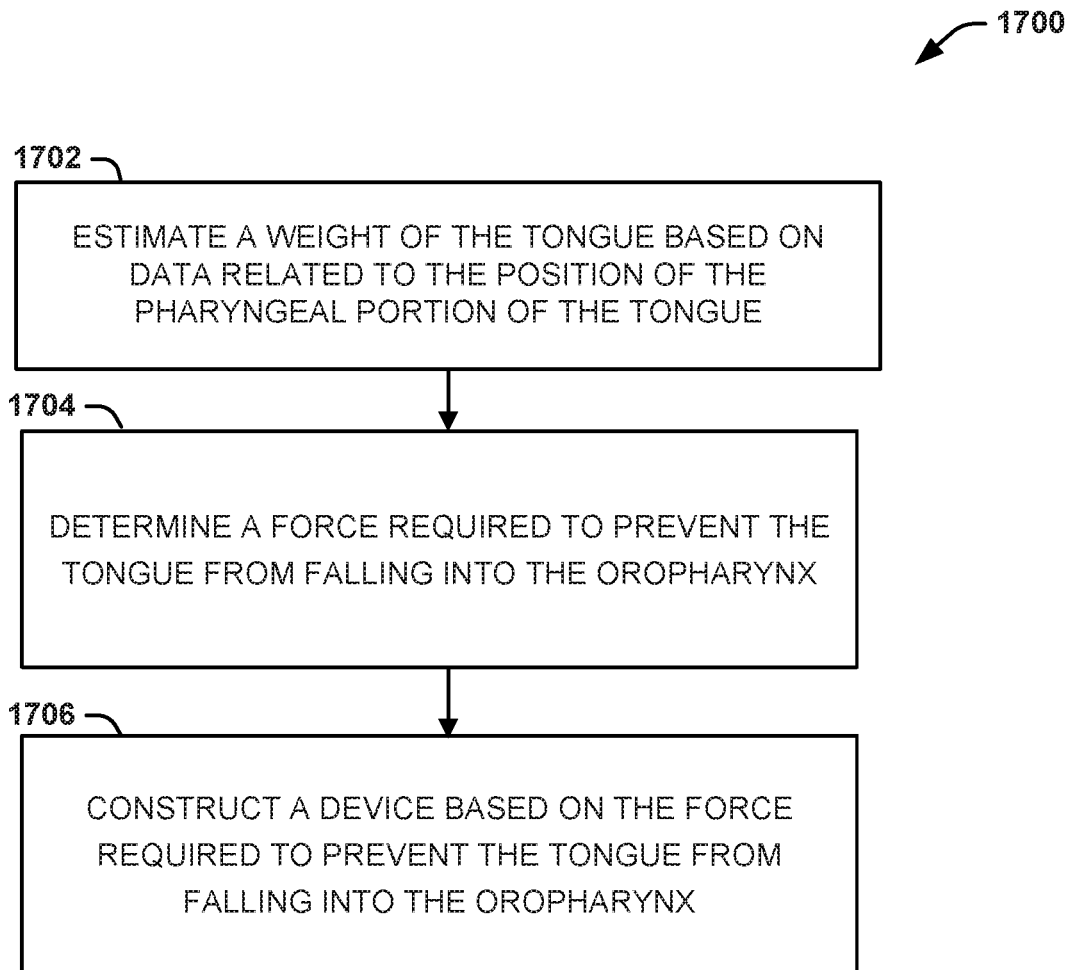 1700
1702
ESTIMATE A WEIGHT OF THE TONGUE BASED ON
DATA RELATED TO THE POSITION OF THE
PHARYNGEAL PORTION OF THE TONGUE
1704
DETERMINE A FORCE REQUIRED TO PREVENT THE
TONGUE FROM FALLING INTO THE OROPHARYNX
1706
CONSTRUCT A DEVICE BASED ON THE FORCE
REQUIRED TO PREVENT THE TONGUE FROM
FALLING INTO THE OROPHARYNX